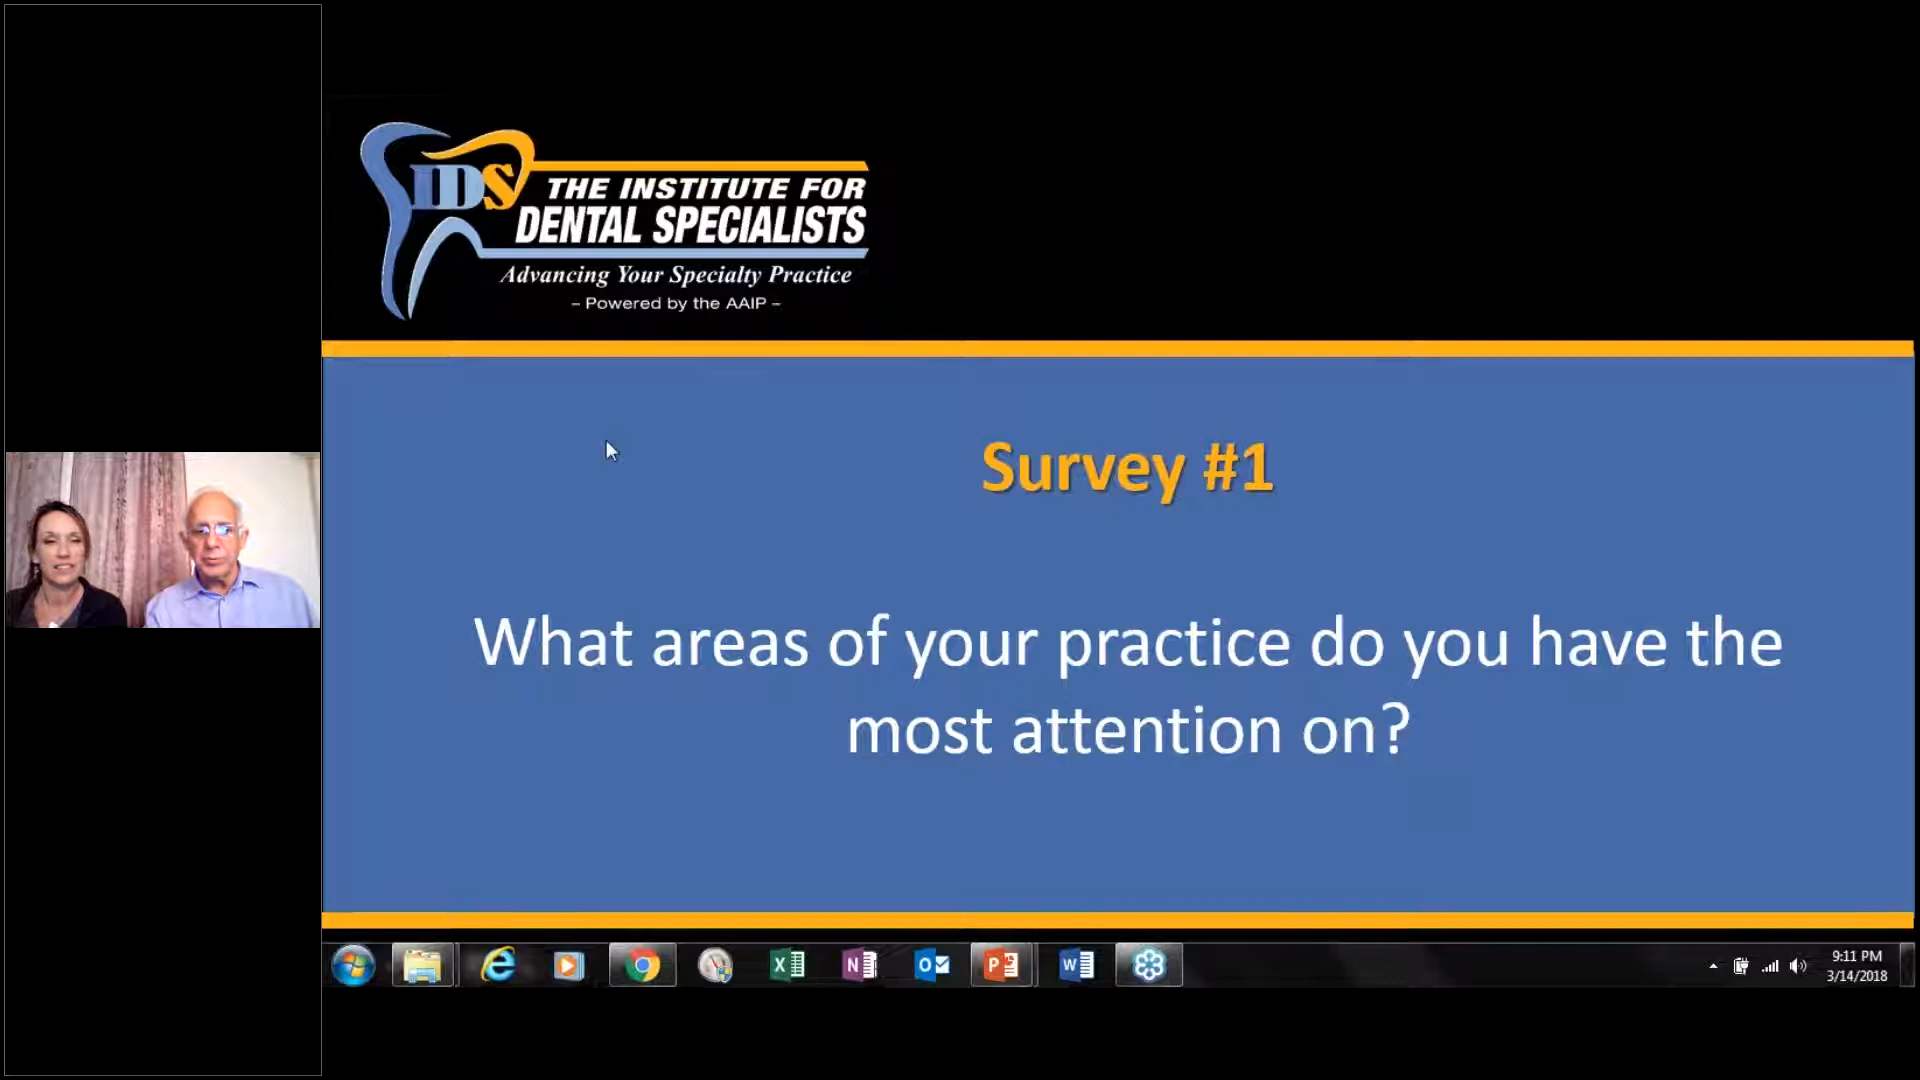 IDS
THE INSTITUTE FOR
DENTAL SPECIALISTS
Advancing Your Specialty Practice
– Powered by the AAIP –
Survey #1
What areas of your practice do you have the
most attention on?
9:11 PM
3/14/2018